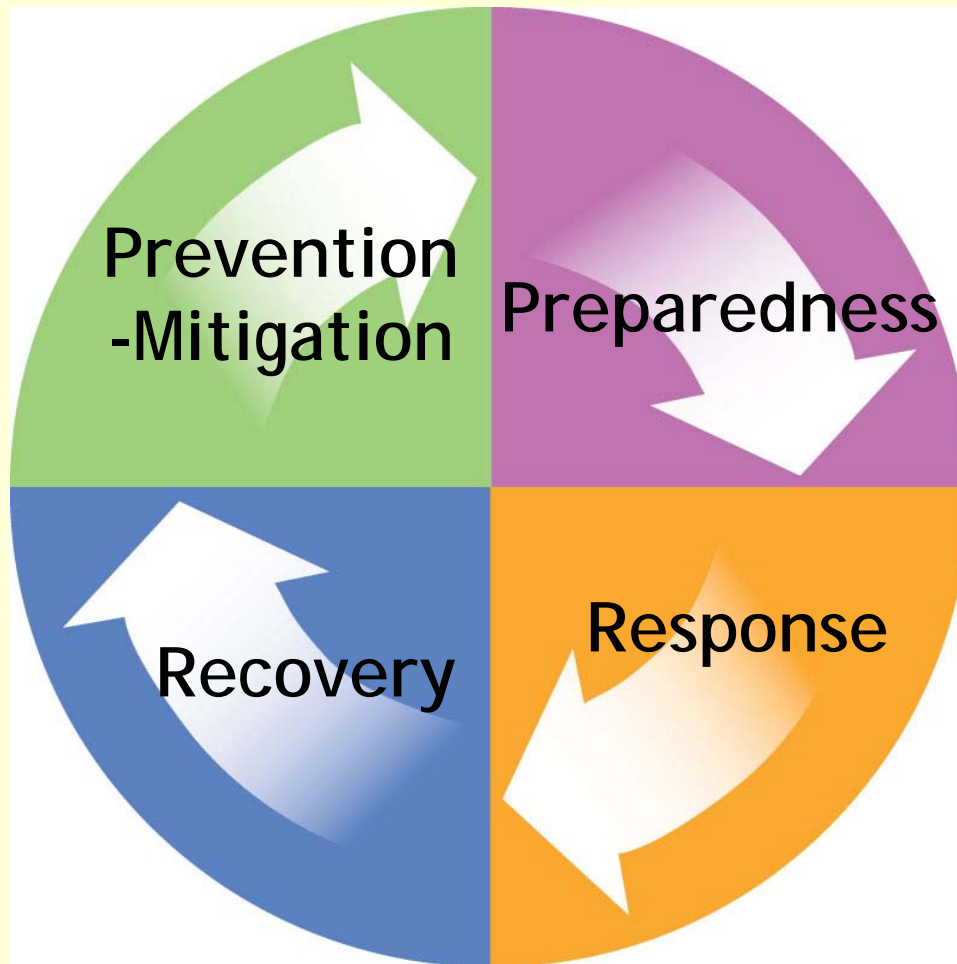 Prevention
-Mitigation
Preparedness
Response
Recovery